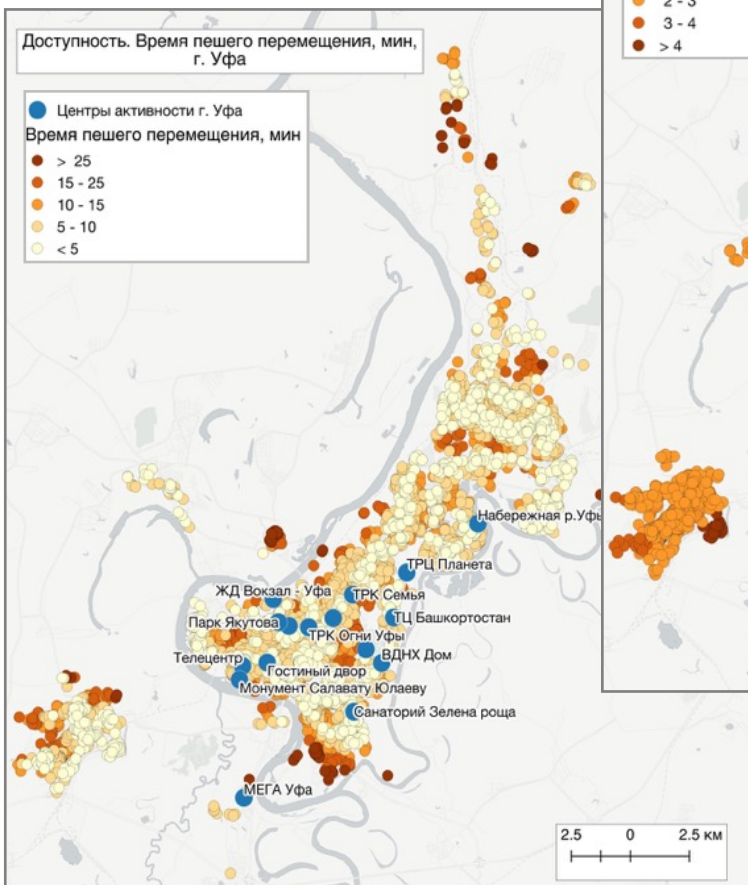 Доступность. Время пешего перемещения, мин,
г. Уфа
Центры активности г. Уфа
Время пешего перемещения, мин
> 25
15 - 25
10 - 15
5 - 10
< 5
2 - 3
3 - 4
> 4
Набережная р.Уфы
ТРЦ Планета
ЖД Вокзал - Уфа
ТРК Семья
Парк Якутова
ТЦ Башкортостан
ТРК Огни Уфы
Телецентр
ВДНХ Дом
Гостиный двор
Монумент Салавату Юлаеву
Санаторий Зелена роща
МЕГА Уфа
2.5 0 2.5 км